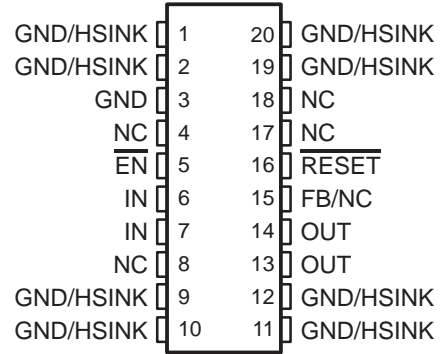 GND/HSINK 1 20 GND/HSINK
GND/HSINK 2 19 GND/HSINK
GND 3 18 NC
NC 4 17 NC
EN 5 16 RESET
IN 6 15 FB/NC
IN 7 14 OUT
NC 8 13 OUT
GND/HSINK 9 12 GND/HSINK
GND/HSINK 10 11 GND/HSINK